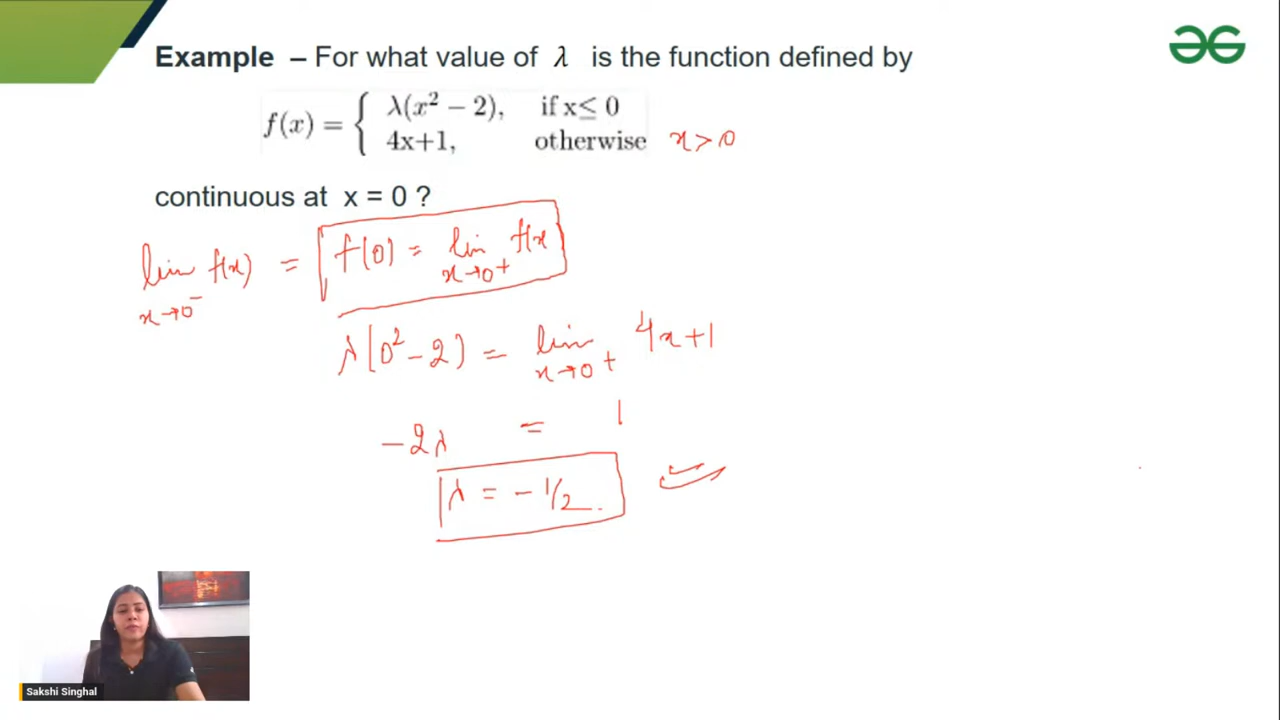 Example – For what value of λ is the function defined by
f(x) = { λ(x² − 2), if x≤ 0
4x+1, otherwise x > 0
continuous at x = 0 ?
lim x→0⁻ f(x) = f(0) = lim x→0+ f(x
λ(0² − 2) = lim x→0+ 4x+1
−2λ = 1
λ = − 1/2.
Sakshi Singhal